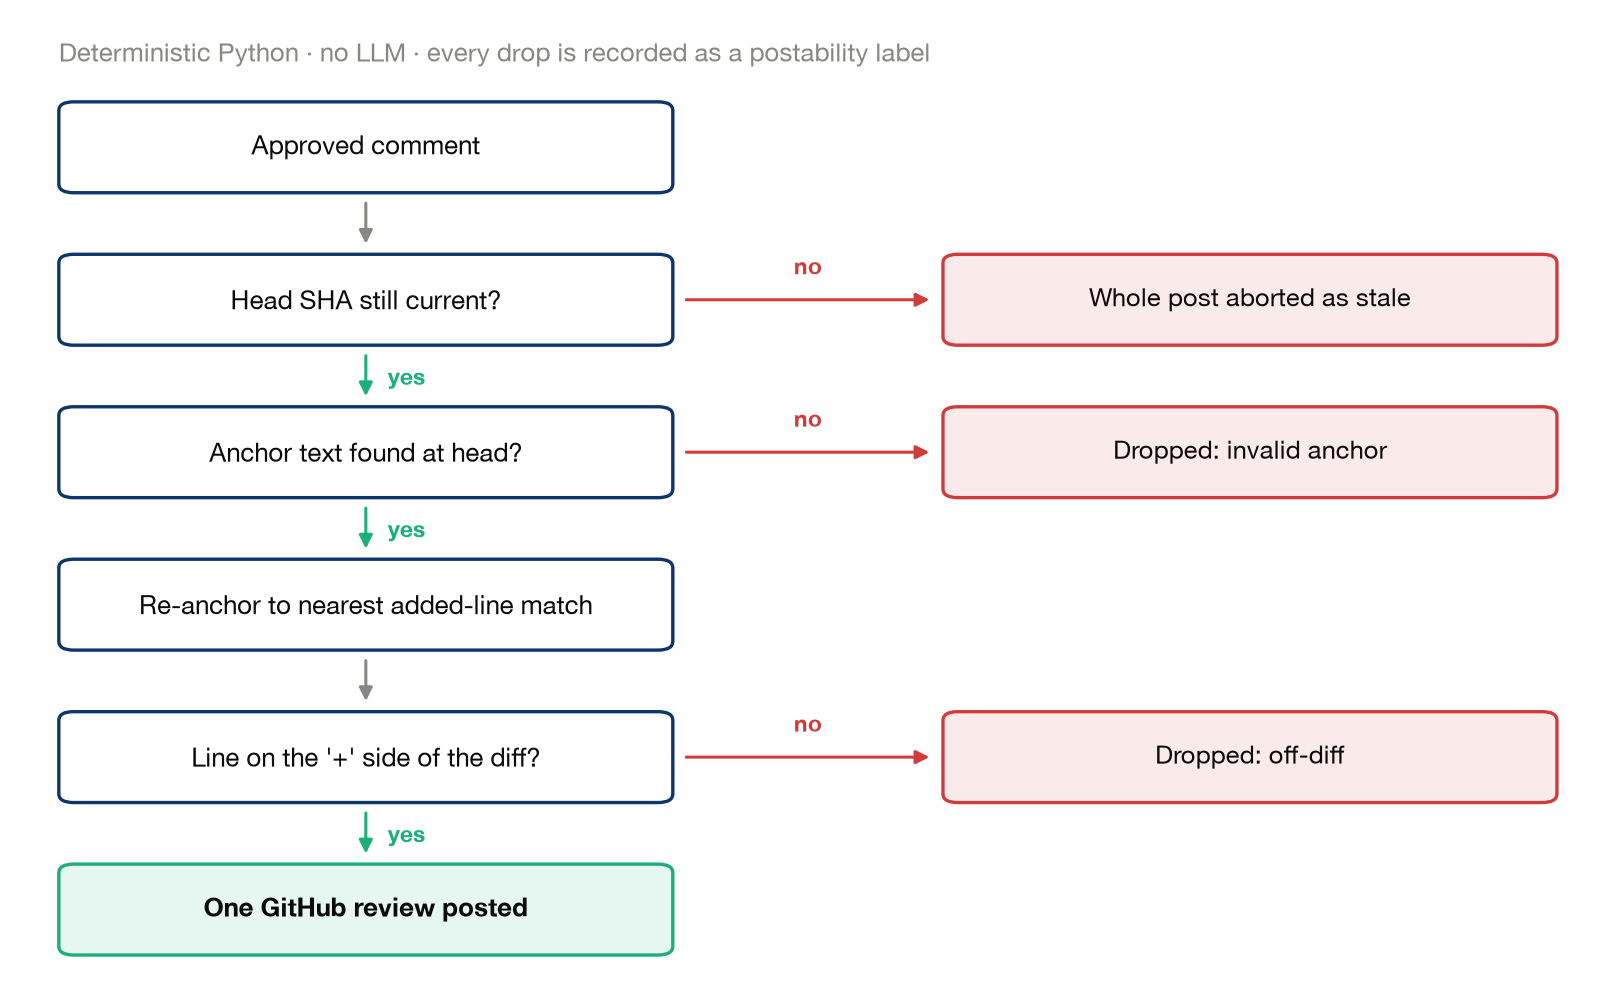 Deterministic Python · no LLM · every drop is recorded as a postability label
Approved comment
Head SHA still current?
no
Whole post aborted as stale
yes
Anchor text found at head?
no
Dropped: invalid anchor
yes
Re-anchor to nearest added-line match
Line on the '+' side of the diff?
no
Dropped: off-diff
yes
One GitHub review posted